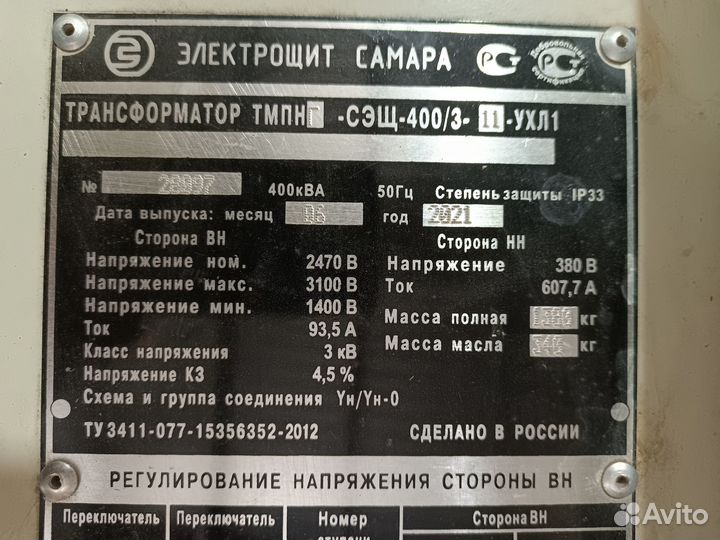 ЭЛЕКТРОЩИТ САМАРА
Добровольная сертификация
ТРАНСФОРМАТОР ТМПНГ -СЭЩ-400/3- 11 -УХЛ1
№ 400кВА 50Гц Степень защиты IP33
Дата выпуска: месяц 06 год 2021
Сторона ВН
Напряжение ном. 2470 В
Напряжение макс. 3100 В
Напряжение мин. 1400 В
Ток 93,5 А
Класс напряжения 3 кВ
Напряжение КЗ 4,5 %
Схема и группа соединения Yн/Yн-0
Сторона НН
Напряжение 380 В
Ток 607,7 А
Масса полная кг
Масса масла кг
ТУ 3411-077-15356352-2012 СДЕЛАНО В РОССИИ
РЕГУЛИРОВАНИЕ НАПРЯЖЕНИЯ СТОРОНЫ ВН
Переключатель Переключатель Номер ступени Сторона ВН
Avito